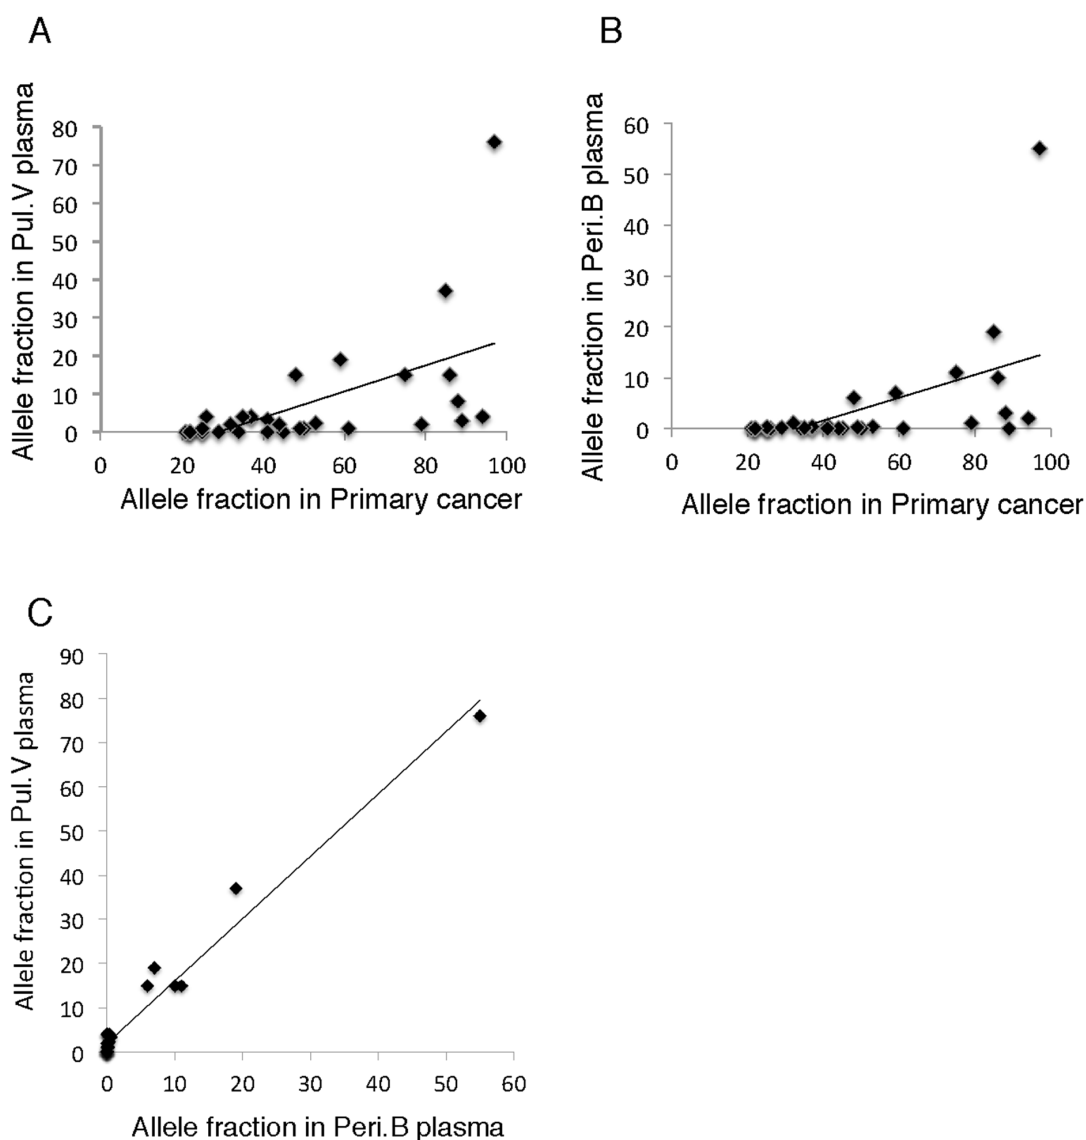 A
Allele fraction in Pul.V plasma
80
70
60
50
40
30
20
10
0
0 20 40 60 80 100
Allele fraction in Primary cancer
B
Allele fraction in Peri.B plasma
60
50
40
30
20
10
0
0 20 40 60 80 100
Allele fraction in Primary cancer
C
Allele fraction in Pul.V plasma
90
80
70
60
50
40
30
20
10
0
0 10 20 30 40 50 60
Allele fraction in Peri.B plasma